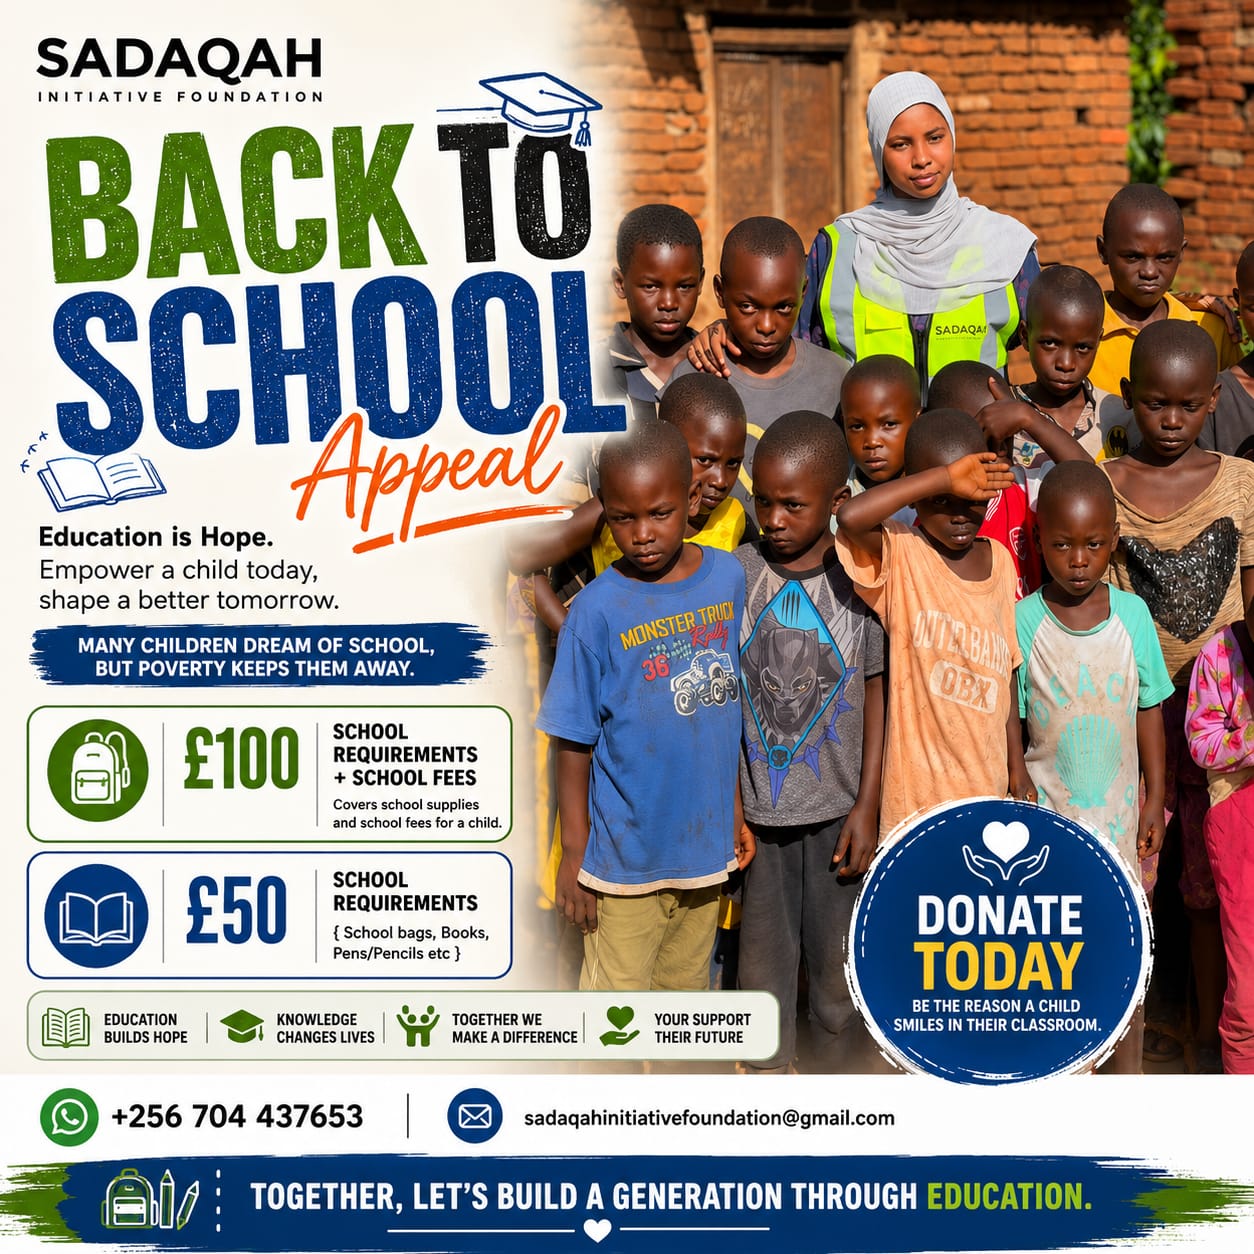 SADAQAH
INITIATIVE FOUNDATION
BACK TO
SCHOOL
Appeal
Education is Hope.
Empower a child today,
shape a better tomorrow.
MANY CHILDREN DREAM OF SCHOOL,
BUT POVERTY KEEPS THEM AWAY.
£100
SCHOOL
REQUIREMENTS
+ SCHOOL FEES
Covers school supplies
and school fees for a child.
£50
SCHOOL
REQUIREMENTS
{ School bags, Books,
Pens/Pencils etc }
EDUCATION
BUILDS HOPE
KNOWLEDGE
CHANGES LIVES
TOGETHER WE
MAKE A DIFFERENCE
YOUR SUPPORT
THEIR FUTURE
SADAQAH
MONSTER TRUCK
Rally
36
OUTERBANKS
OBX
BEACH
DONATE
TODAY
BE THE REASON A CHILD
SMILES IN THEIR CLASSROOM.
+256 704 437653
sadaqahinitiativefoundation@gmail.com
TOGETHER, LET'S BUILD A GENERATION THROUGH EDUCATION.